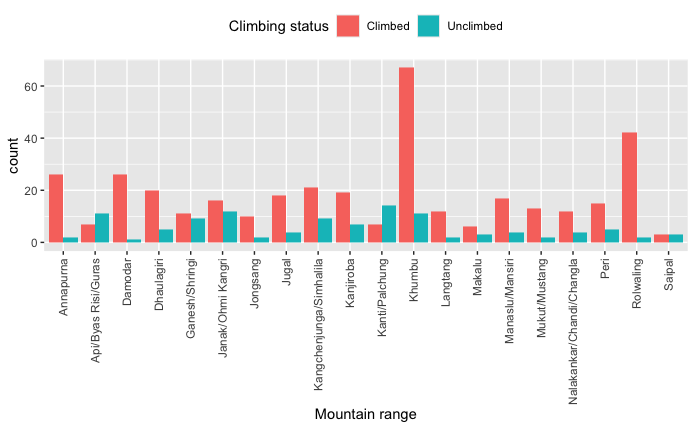 Climbing status Climbed Unclimbed
count
60
40
20
0
Annapurna
Api/Byas Risi/Guras
Damodar
Dhaulagiri
Ganesh/Shringi
Janak/Ohmi Kangri
Jongsang
Jugal
Kangchenjunga/Simhalila
Kanjiroba
Kanti/Palchung
Khumbu
Langtang
Makalu
Manaslu/Mansiri
Mukut/Mustang
Nalakankar/Chandi/Changla
Peri
Rolwaling
Saipal
Mountain range